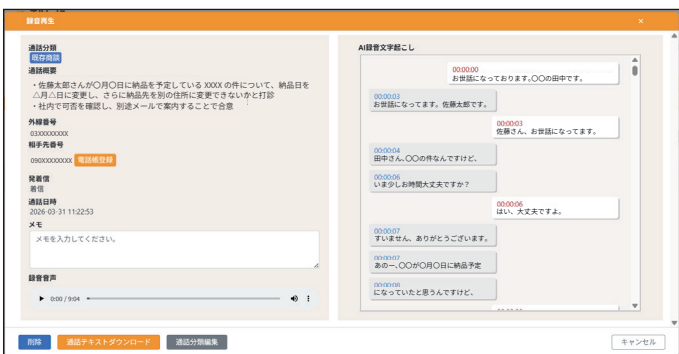 録音再生
×
通話分類
既存商談
通話概要
・佐藤太郎さんが〇月〇日に納品を予定している XXXX の件について、納品日を
△月△日に変更し、さらに納品先を別の住所に変更できないかと打診
・社内で可否を確認し、別途メールで案内することで合意
外線番号
03XXXXXXXX
相手先番号
090XXXXXXXX 電話帳登録
発着信
着信
通話日時
2026-03-31 11:22:53
メモ
メモを入力してください。
録音音声
0:00 / 9:04
AI録音文字起こし
00:00:00
お世話になっております。〇〇の田中です。
00:00:03
お世話になってます。佐藤太郎です。
00:00:03
佐藤さん、お世話になってます。
00:00:04
田中さん、〇〇の件なんですけど、
00:00:06
いま少しお時間大丈夫ですか?
00:00:06
はい、大丈夫ですよ。
00:00:07
すいません、ありがとうございます。
00:00:07
あのー、〇〇が〇月〇日に納品予定
00:00:08
になっていたと思うんですけど、
削除
通話テキストダウンロード
通話分類編集
キャンセル